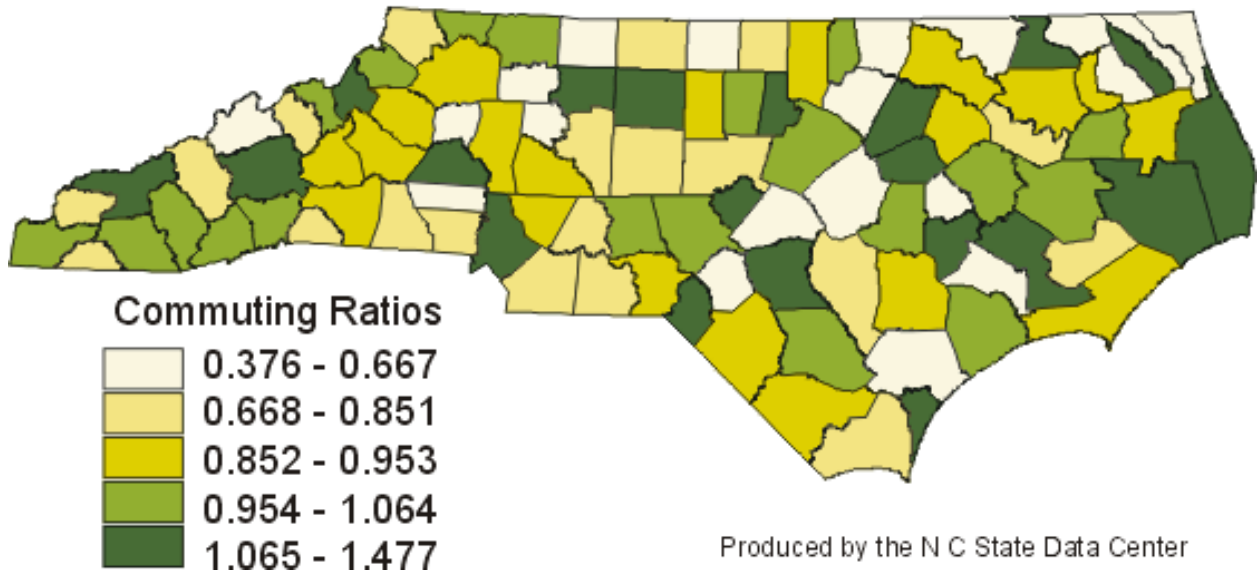 Commuting Ratios
0.376 - 0.667
0.668 - 0.851
0.852 - 0.953
0.954 - 1.064
1.065 - 1.477
Produced by the N C State Data Center